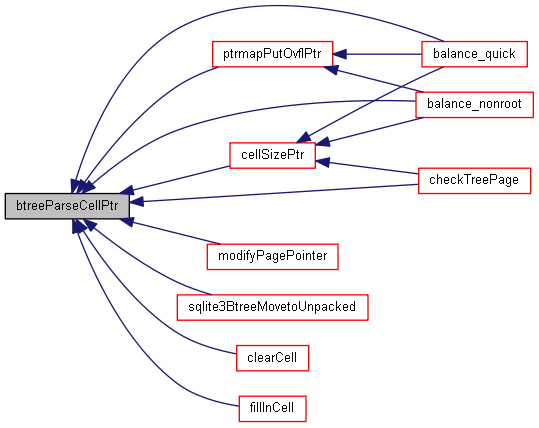 btreeParseCellPtr
ptrmapPutOvflPtr
balance_quick
balance_nonroot
cellSizePtr
checkTreePage
modifyPagePointer
sqlite3BtreeMovetoUnpacked
clearCell
fillInCell